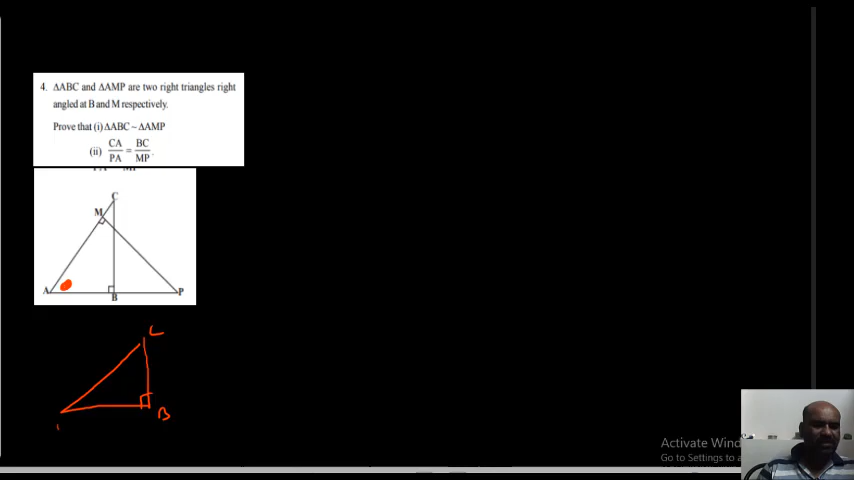 4. ΔABC and ΔAMP are two right triangles right
angled at B and M respectively.
Prove that (i) ΔABC ~ ΔAMP
(ii) CA/PA = BC/MP.
C
M
A
B
P
C
B
Activate Wind
Go to Settings to a